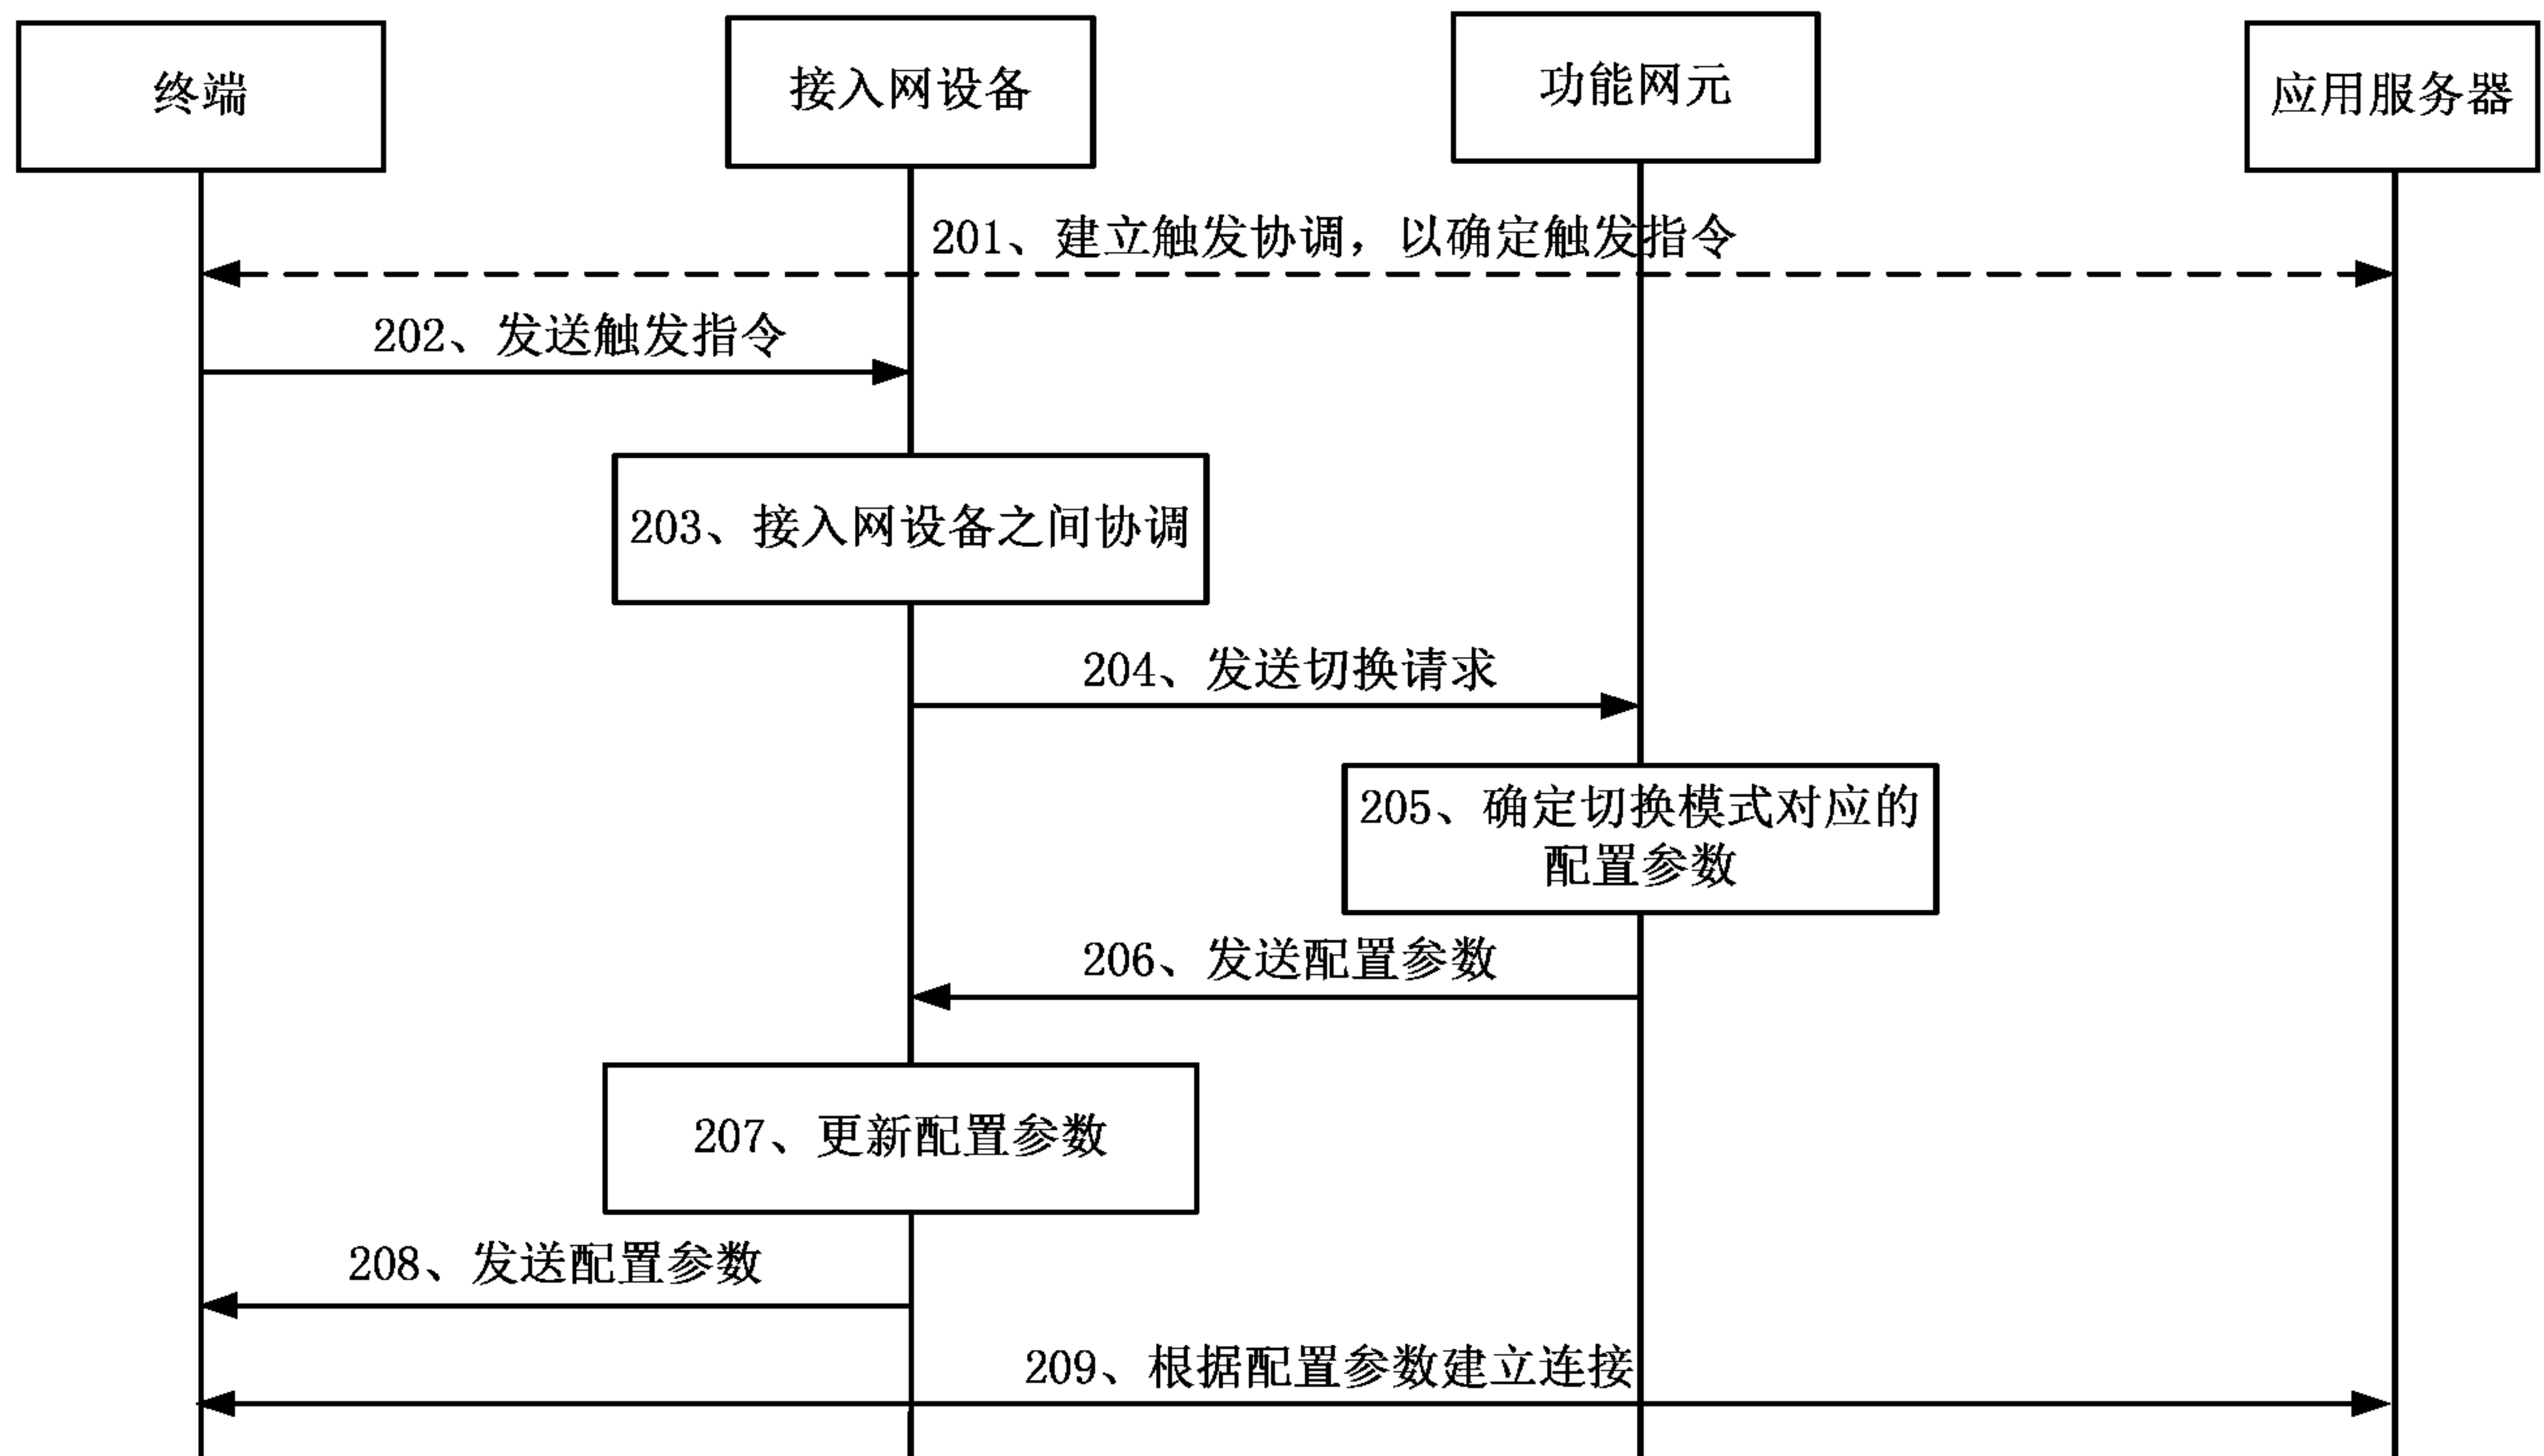 终端
接入网设备
功能网元
应用服务器
201、建立触发协调，以确定触发指令
202、发送触发指令
203、接入网设备之间协调
204、发送切换请求
205、确定切换模式对应的
配置参数
206、发送配置参数
207、更新配置参数
208、发送配置参数
209、根据配置参数建立连接